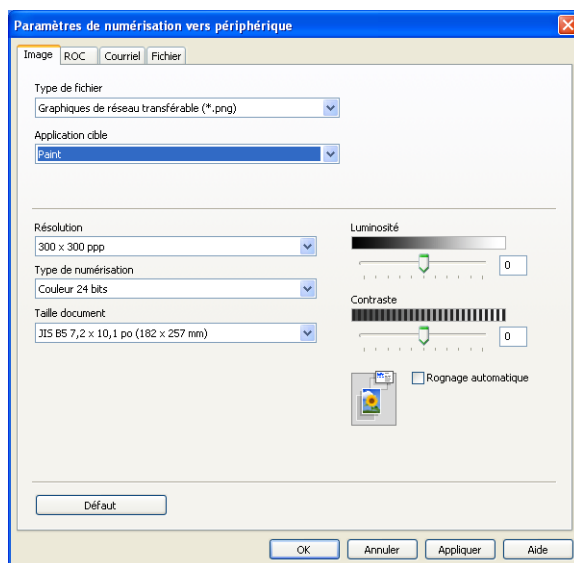 Paramètres de numérisation vers périphérique
Image ROC Courriel Fichier
Type de fichier
Graphiques de réseau transférable (*.png)
Application cible
Paint
Résolution
300 x 300 ppp
Type de numérisation
Couleur 24 bits
Taille document
JIS B5 7,2 x 10,1 po (182 x 257 mm)
Luminosité
0
Contraste
0
Rognage automatique
Défaut
OK Annuler Appliquer Aide